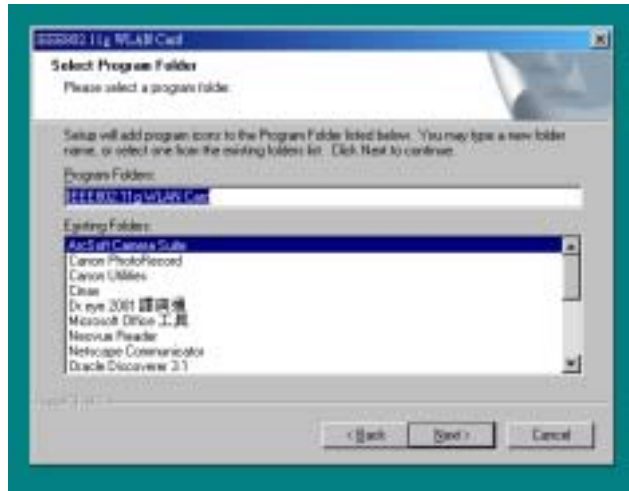 IEEE802.11g WLAN Card
Select Program Folder
Please select a program folder.
Setup will add program icons to the Program Folder listed below. You may type a new folder
name, or select one from the existing folders list. Click Next to continue.
Program Folders:
IEEE802.11g WLAN Card
Existing Folders:
ArcSoft Camera Suite
Canon PhotoRecord
Canon Utilities
Dr.eye 2001 譯典通
Microsoft Office 工具
Neovue Reader
Netscape Communicator
Oracle Discoverer 3.1
< Back
Next >
Cancel